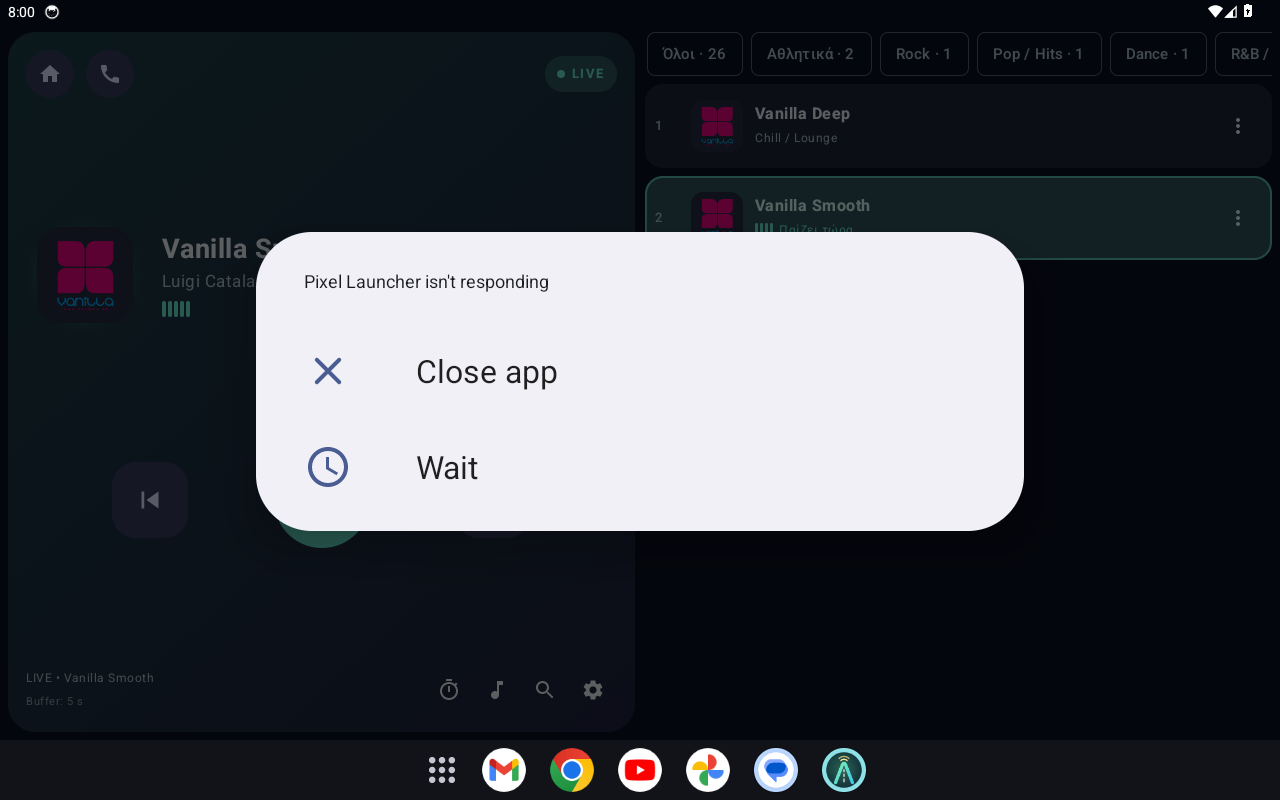 8:00
LIVE
Όλοι · 26
Αθλητικά · 2
Rock · 1
Pop / Hits · 1
Dance · 1
R&B /
1
Vanilla Deep
Chill / Lounge
2
Vanilla Smooth
Παίζει τώρα
Vanilla S
Luigi Catala
vanilla
Pixel Launcher isn't responding
Close app
Wait
LIVE • Vanilla Smooth
Buffer: 5 s